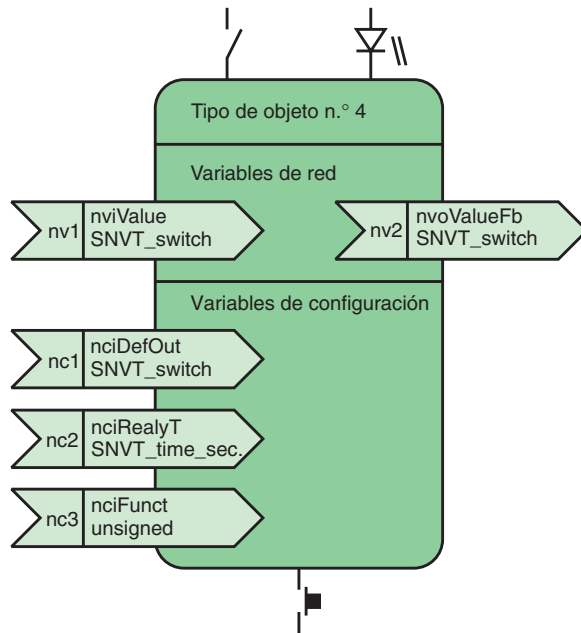 Tipo de objeto n.° 4
Variables de red
nv1
nviValue
SNVT_switch
nv2
nvoValueFb
SNVT_switch
Variables de configuración
nc1
nciDefOut
SNVT_switch
nc2
nciRealyT
SNVT_time_sec.
nc3
nciFunct
unsigned